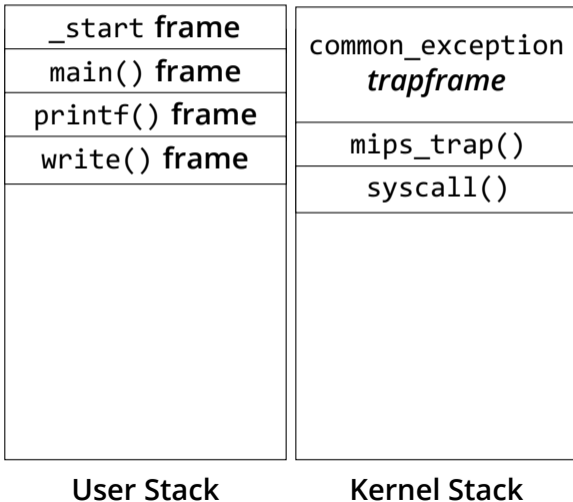 _start frame
main() frame
printf() frame
write() frame
common_exception
trapframe
mips_trap()
syscall()
User Stack
Kernel Stack